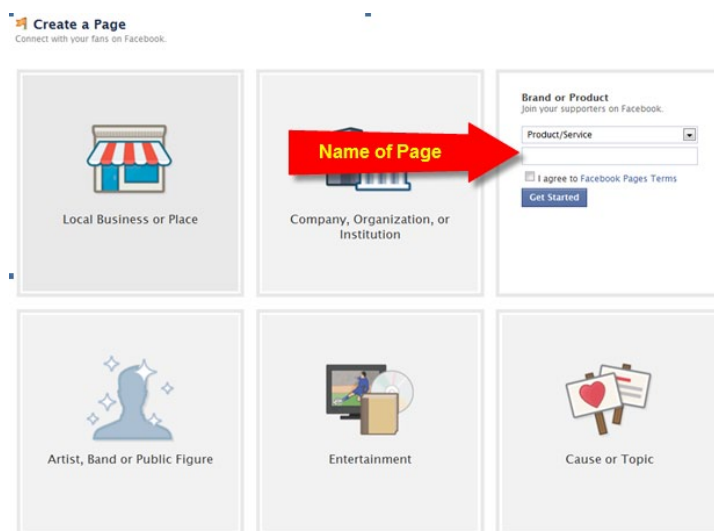 Create a Page
Connect with your fans on Facebook.
Local Business or Place
Name of Page
Company, Organization, or
Institution
Brand or Product
Join your supporters on Facebook.
Product/Service
I agree to Facebook Pages Terms
Get Started
Artist, Band or Public Figure
Entertainment
Cause or Topic